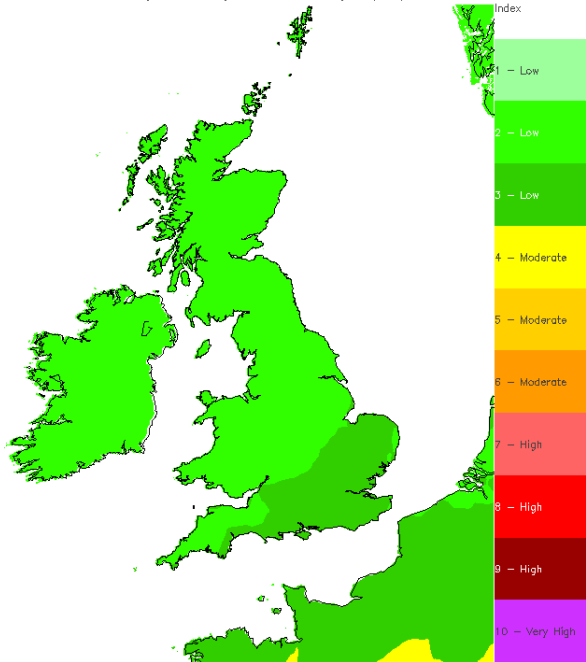 Index
1 - Low
2 - Low
3 - Low
4 - Moderate
5 - Moderate
6 - Moderate
7 - High
8 - High
9 - High
10 - Very High